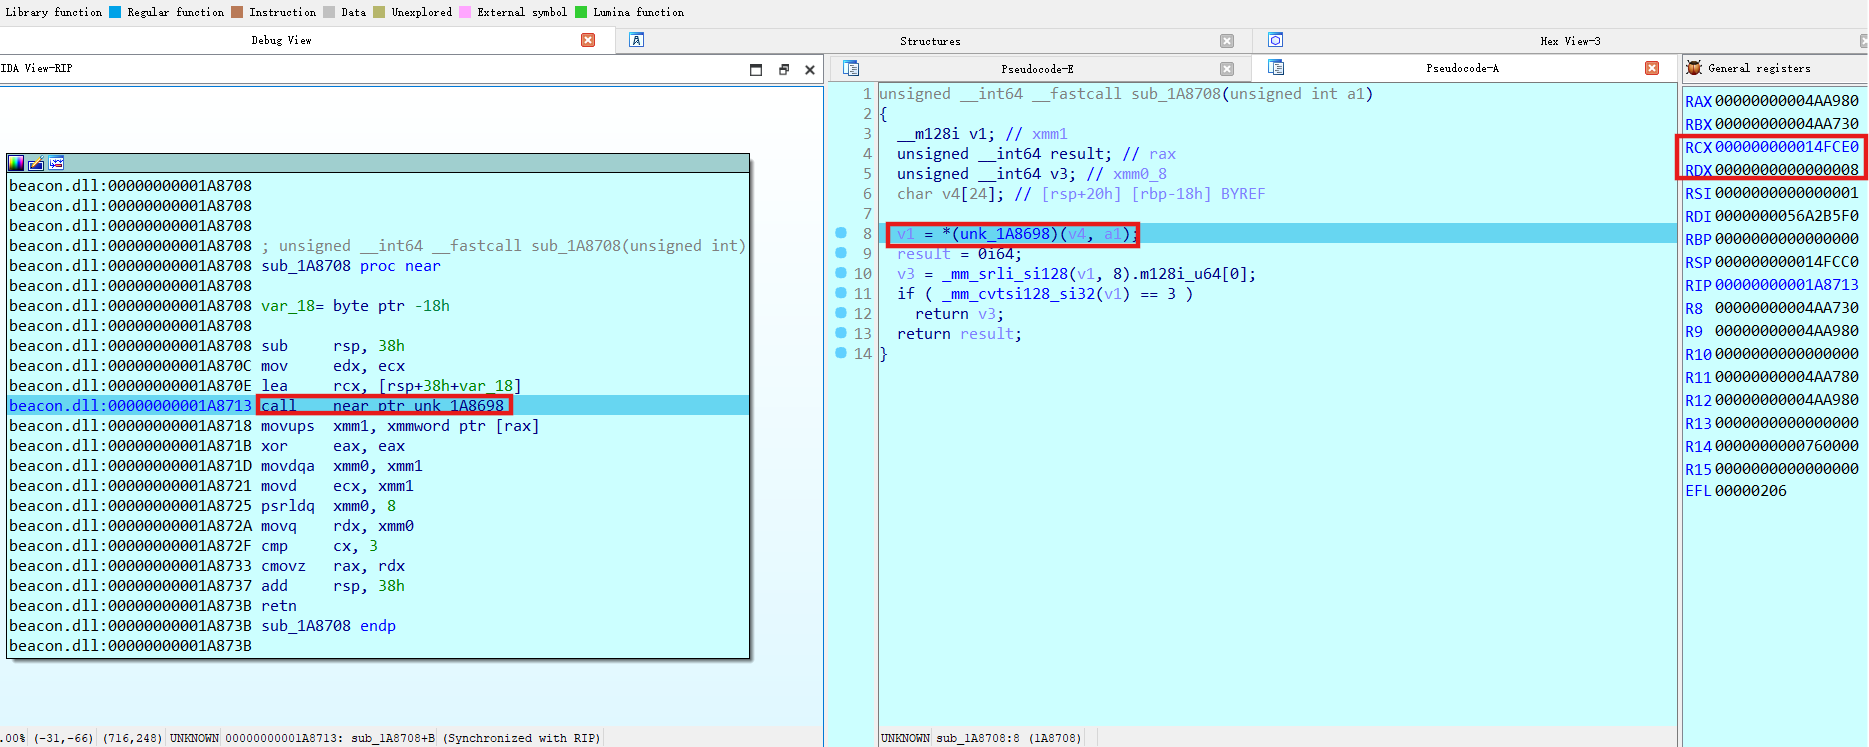 Library function Regular function Instruction Data Unexplored External symbol Lumina function
Debug View
Structures
Hex View-3
IDA View-RIP
Pseudocode-E
Pseudocode-A
General registers
beacon.dll:00000000001A8708
beacon.dll:00000000001A8708
beacon.dll:00000000001A8708
beacon.dll:00000000001A8708 ; unsigned __int64 __fastcall sub_1A8708(unsigned int)
beacon.dll:00000000001A8708 sub_1A8708 proc near
beacon.dll:00000000001A8708
beacon.dll:00000000001A8708 var_18= byte ptr -18h
beacon.dll:00000000001A8708
beacon.dll:00000000001A8708 sub rsp, 38h
beacon.dll:00000000001A870C mov edx, ecx
beacon.dll:00000000001A870E lea rcx, [rsp+38h+var_18]
beacon.dll:00000000001A8713 call near ptr unk_1A8698
beacon.dll:00000000001A8718 movups xmm1, xmmword ptr [rax]
beacon.dll:00000000001A871B xor eax, eax
beacon.dll:00000000001A871D movdqa xmm0, xmm1
beacon.dll:00000000001A8721 movd ecx, xmm1
beacon.dll:00000000001A8725 psrldq xmm0, 8
beacon.dll:00000000001A872A movq rdx, xmm0
beacon.dll:00000000001A872F cmp cx, 3
beacon.dll:00000000001A8733 cmovz rax, rdx
beacon.dll:00000000001A8737 add rsp, 38h
beacon.dll:00000000001A873B retn
beacon.dll:00000000001A873B sub_1A8708 endp
beacon.dll:00000000001A873B
.00% (-31,-66) (716,248) UNKNOWN 00000000001A8713: sub_1A8708+B (Synchronized with RIP)
1 unsigned __int64 __fastcall sub_1A8708(unsigned int a1)
2 {
3 __m128i v1; // xmm1
4 unsigned __int64 result; // rax
5 unsigned __int64 v3; // xmm0_8
6 char v4[24]; // [rsp+20h] [rbp-18h] BYREF
7
8 v1 = *(unk_1A8698)(v4, a1);
9 result = 0i64;
10 v3 = _mm_srli_si128(v1, 8).m128i_u64[0];
11 if ( _mm_cvtsi128_si32(v1) == 3 )
12 return v3;
13 return result;
14 }
UNKNOWN sub_1A8708:8 (1A8708)
RAX 00000000004AA980
RBX 00000000004AA730
RCX 000000000014FCE0
RDX 0000000000000008
RSI 0000000000000001
RDI 0000000056A2B5F0
RBP 0000000000000000
RSP 000000000014FCC0
RIP 00000000001A8713
R8 00000000004AA730
R9 00000000004AA980
R10 0000000000000000
R11 00000000004AA780
R12 00000000004AA980
R13 0000000000000000
R14 0000000000760000
R15 0000000000000000
EFL 00000206